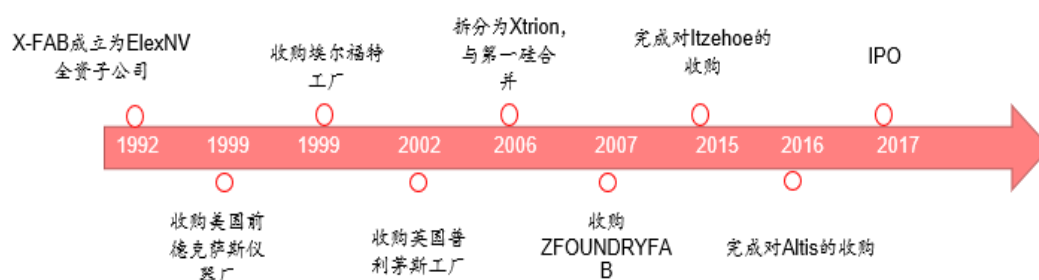 X-FAB成立为ElexNV
全资子公司
收购埃尔福特
工厂
拆分为Xtrion,
与第一硅合
并
完成对Itzehoe的
收购
IPO
1992 1999 1999 2002 2006 2007 2015 2016 2017
收购美国前
德克萨斯仪
器厂
收购英国普
利茅斯工厂
收购
ZFOUNDRYFA
B
完成对Altis的收购